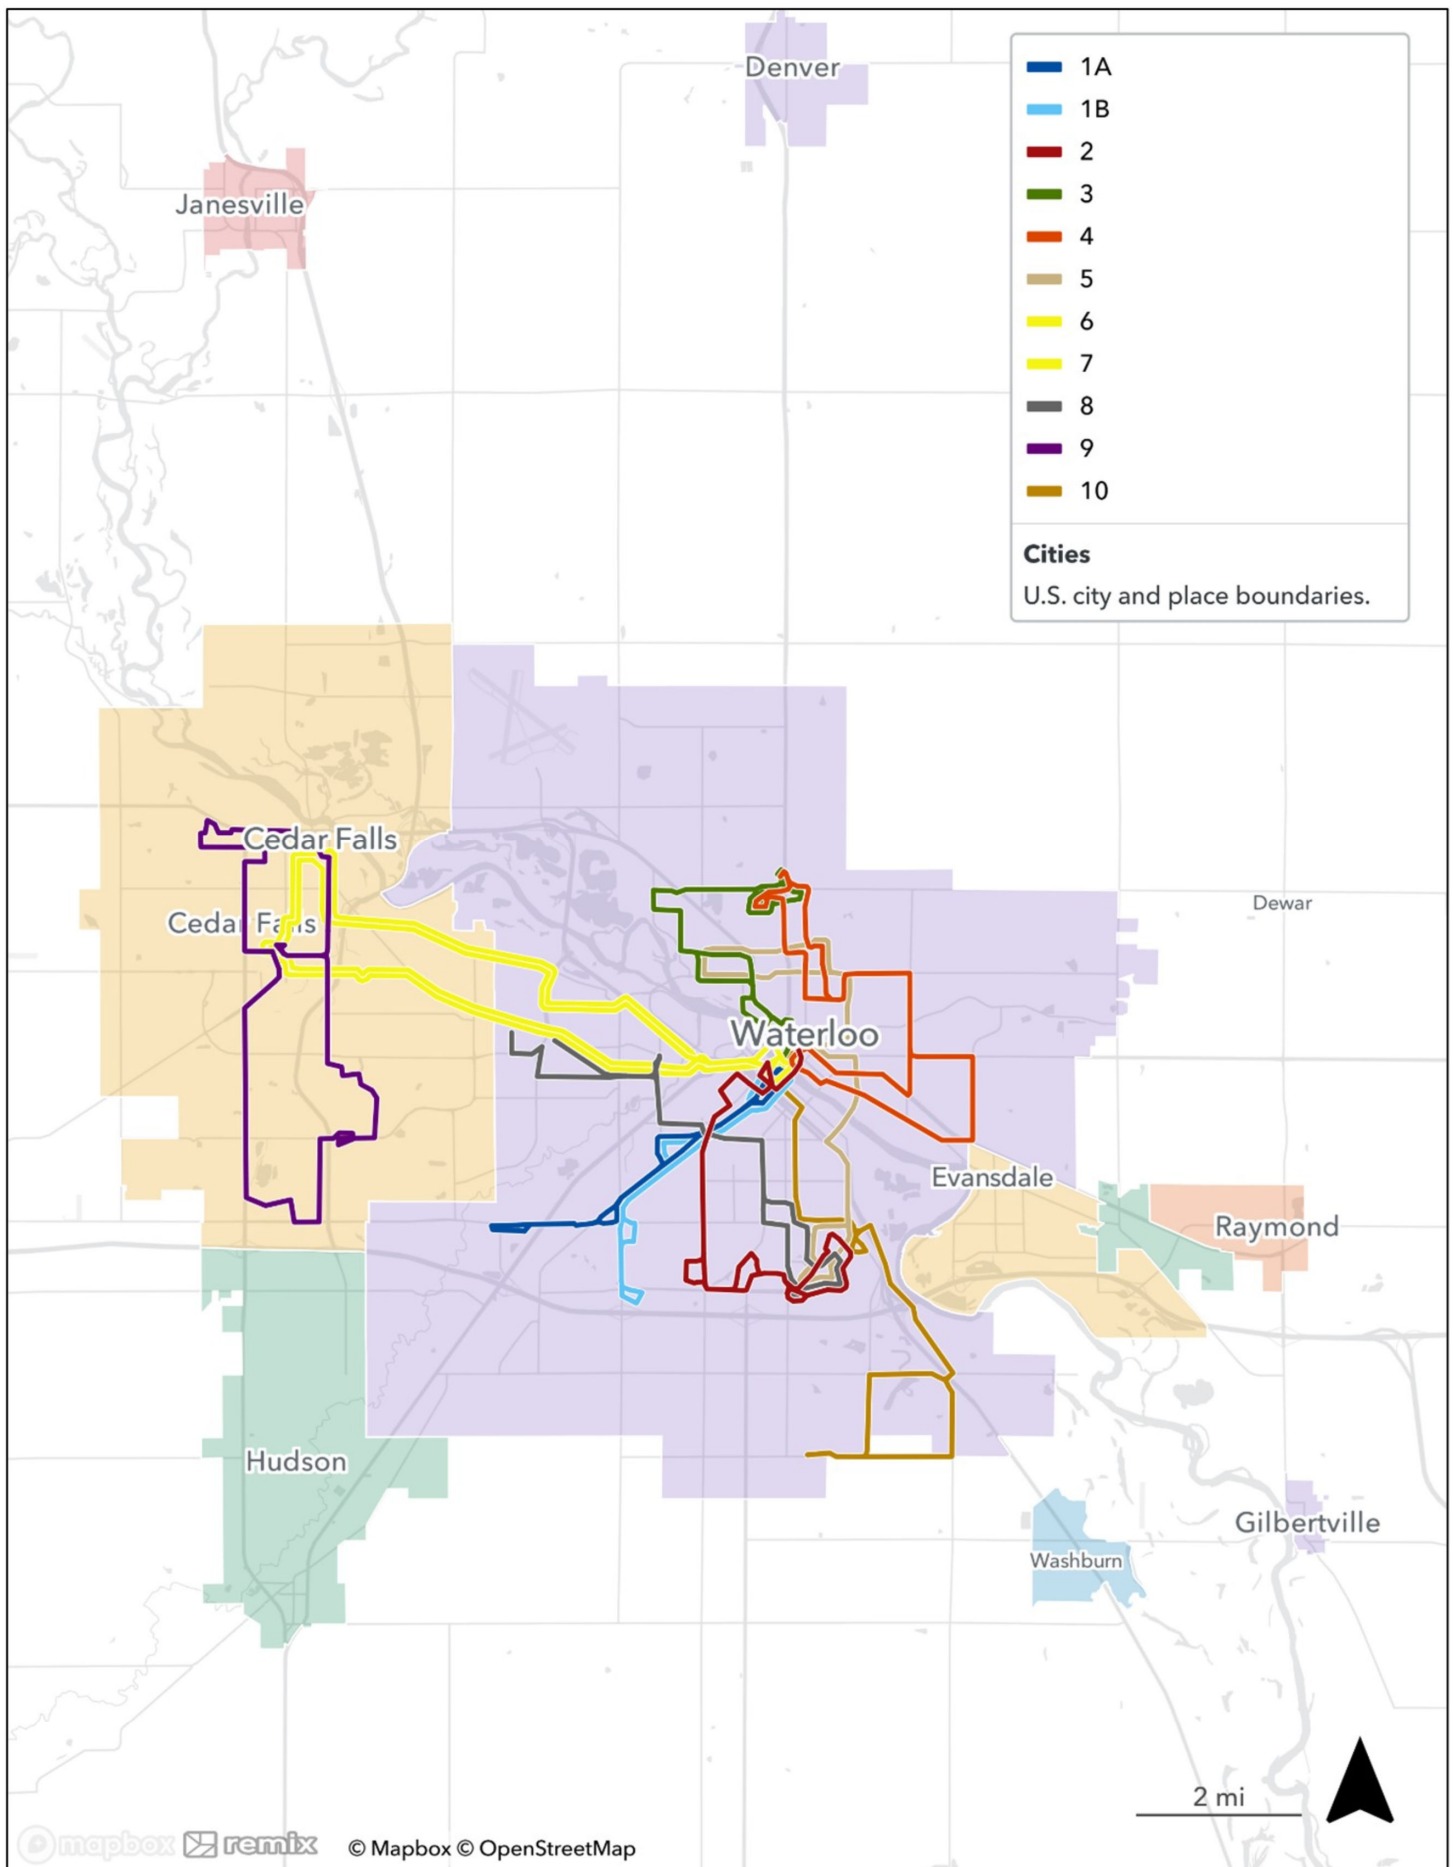 Denver
1A
1B
2
3
4
5
6
7
8
9
10
Cities
U.S. city and place boundaries.
Janesville
Cedar Falls
Cedar Falls
Dewar
Waterloo
Evansdale
Raymond
Hudson
Gilbertville
Washburn
2 mi
mapbox remix © Mapbox © OpenStreetMap